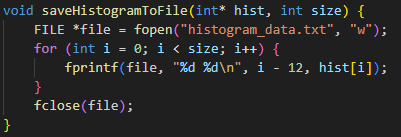 void saveHistogramToFile(int* hist, int size) {
    FILE *file = fopen("histogram_data.txt", "w");
    for (int i = 0; i < size; i++) {
        fprintf(file, "%d %d\n", i - 12, hist[i]);
    }
    fclose(file);
}